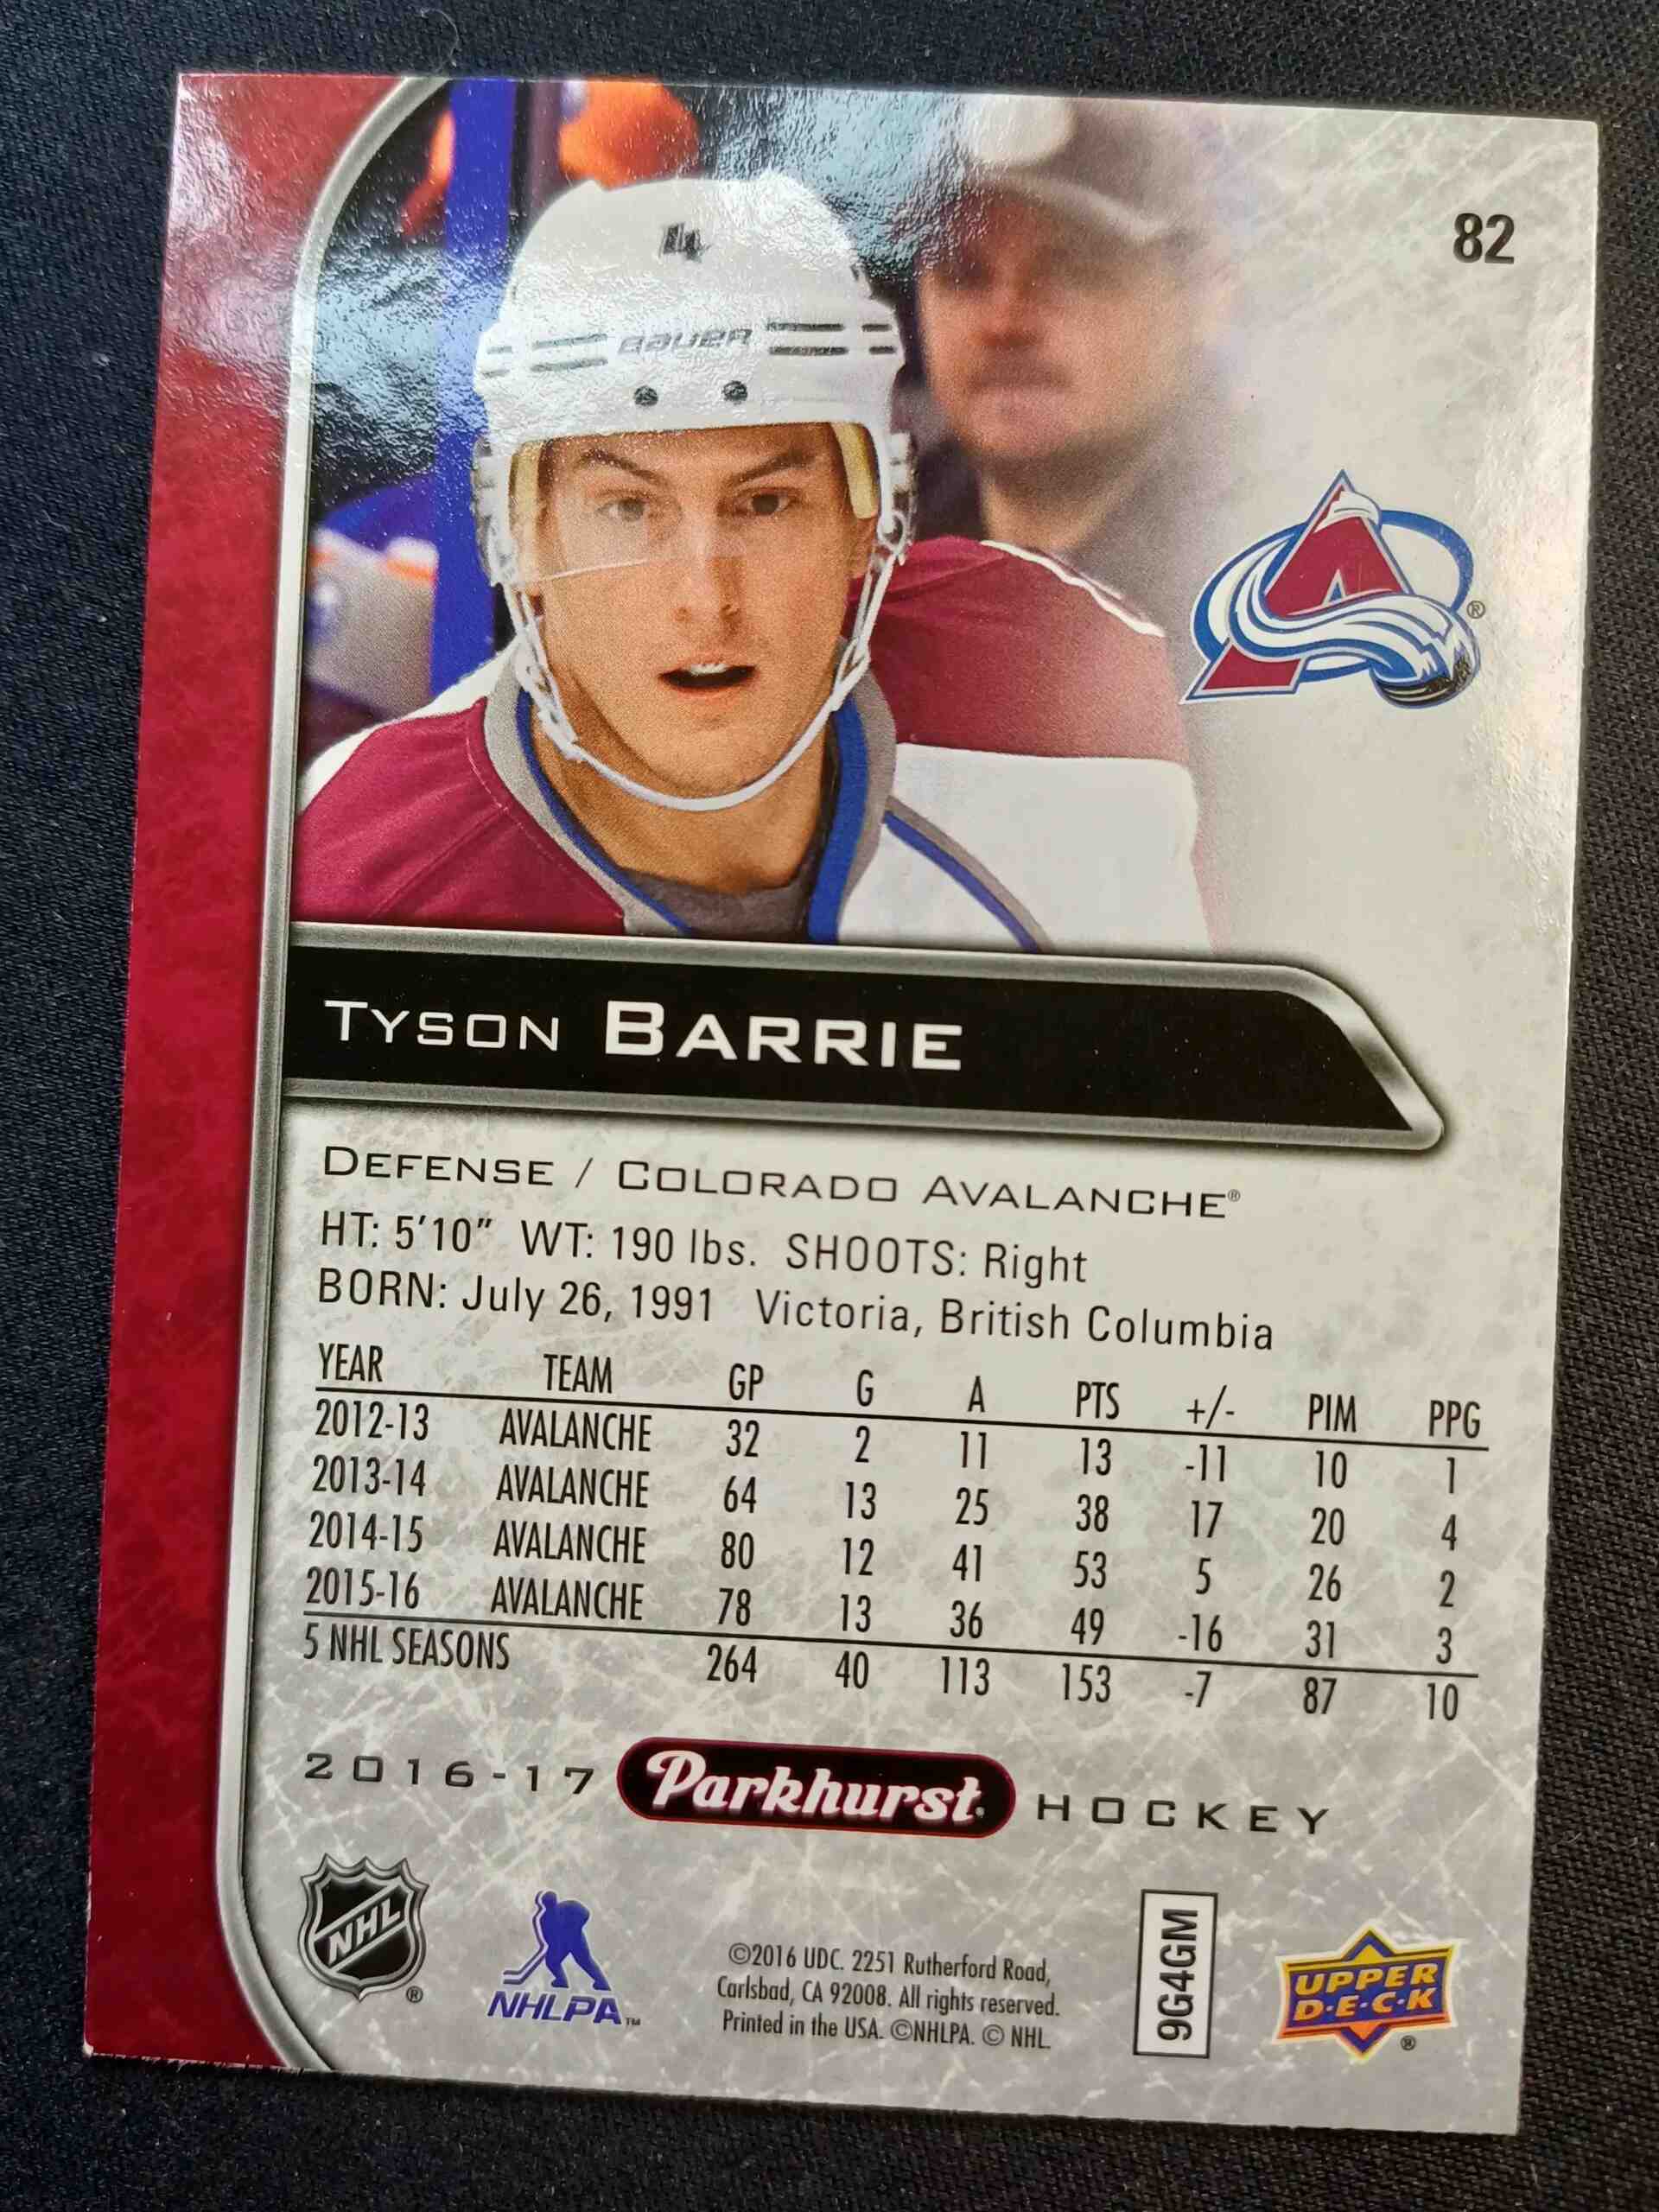 82
4
BAUER
®
TYSON BARRIE
DEFENSE / COLORADO AVALANCHE®
HT: 5'10" WT: 190 lbs. SHOOTS: Right
BORN: July 26, 1991 Victoria, British Columbia
YEAR TEAM GP G A PTS +/- PIM PPG
2012-13 AVALANCHE 32 2 11 13 -11 10 1
2013-14 AVALANCHE 64 13 25 38 17 20 4
2014-15 AVALANCHE 80 12 41 53 5 26 2
2015-16 AVALANCHE 78 13 36 49 -16 31 3
5 NHL SEASONS 264 40 113 153 -7 87 10
2016-17 Parkhurst HOCKEY
NHL ®
NHLPA™
©2016 UDC. 2251 Rutherford Road,
Carlsbad, CA 92008. All rights reserved.
Printed in the USA. ©NHLPA. © NHL.
9G4GM
UPPER
D·E·C·K
®